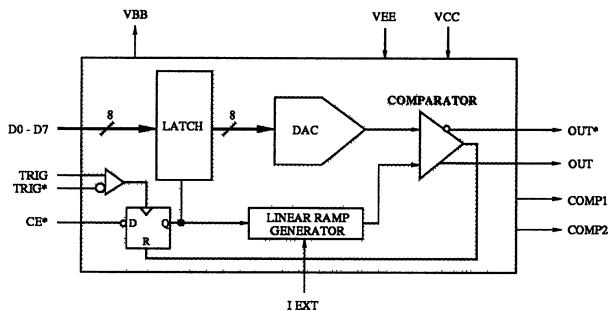 VBB
VEE
VCC
D0 - D7
8
LATCH
8
DAC
COMPARATOR
OUT*
OUT
TRIG
TRIG*
CE*
D
Q
R
LINEAR RAMP
GENERATOR
COMP1
COMP2
I EXT